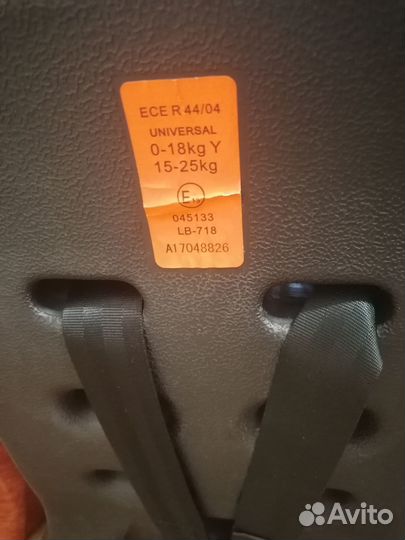 ECE R 44/04
UNIVERSAL
0-18kg Y
15-25kg
045133
LB-718
A17048826
Avito